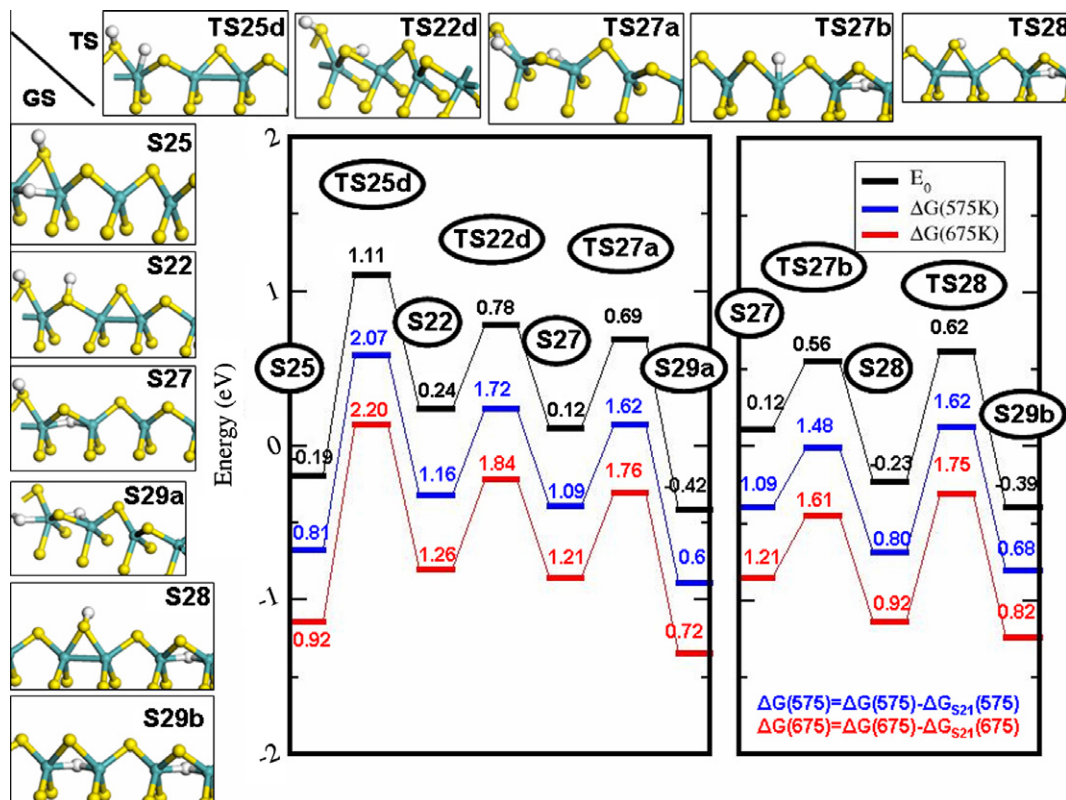 TS
GS
TS25d
TS22d
TS27a
TS27b
TS28
S25
S22
S27
S29a
S28
S29b
Energy (eV)
2
1
0
-1
-2
S25
TS25d
S22
TS22d
S27
TS27a
S29a
-0.19
1.11
0.24
0.78
0.12
0.69
-0.42
0.81
2.07
1.16
1.72
1.09
1.62
0.6
0.92
2.20
1.26
1.84
1.21
1.76
0.72
E0
ΔG(575K)
ΔG(675K)
S27
TS27b
S28
TS28
S29b
0.12
0.56
-0.23
0.62
-0.39
1.09
1.48
0.80
1.62
0.68
1.21
1.61
0.92
1.75
0.82
ΔG(575)=ΔG(575)-ΔGS21(575)
ΔG(675)=ΔG(675)-ΔGS21(675)